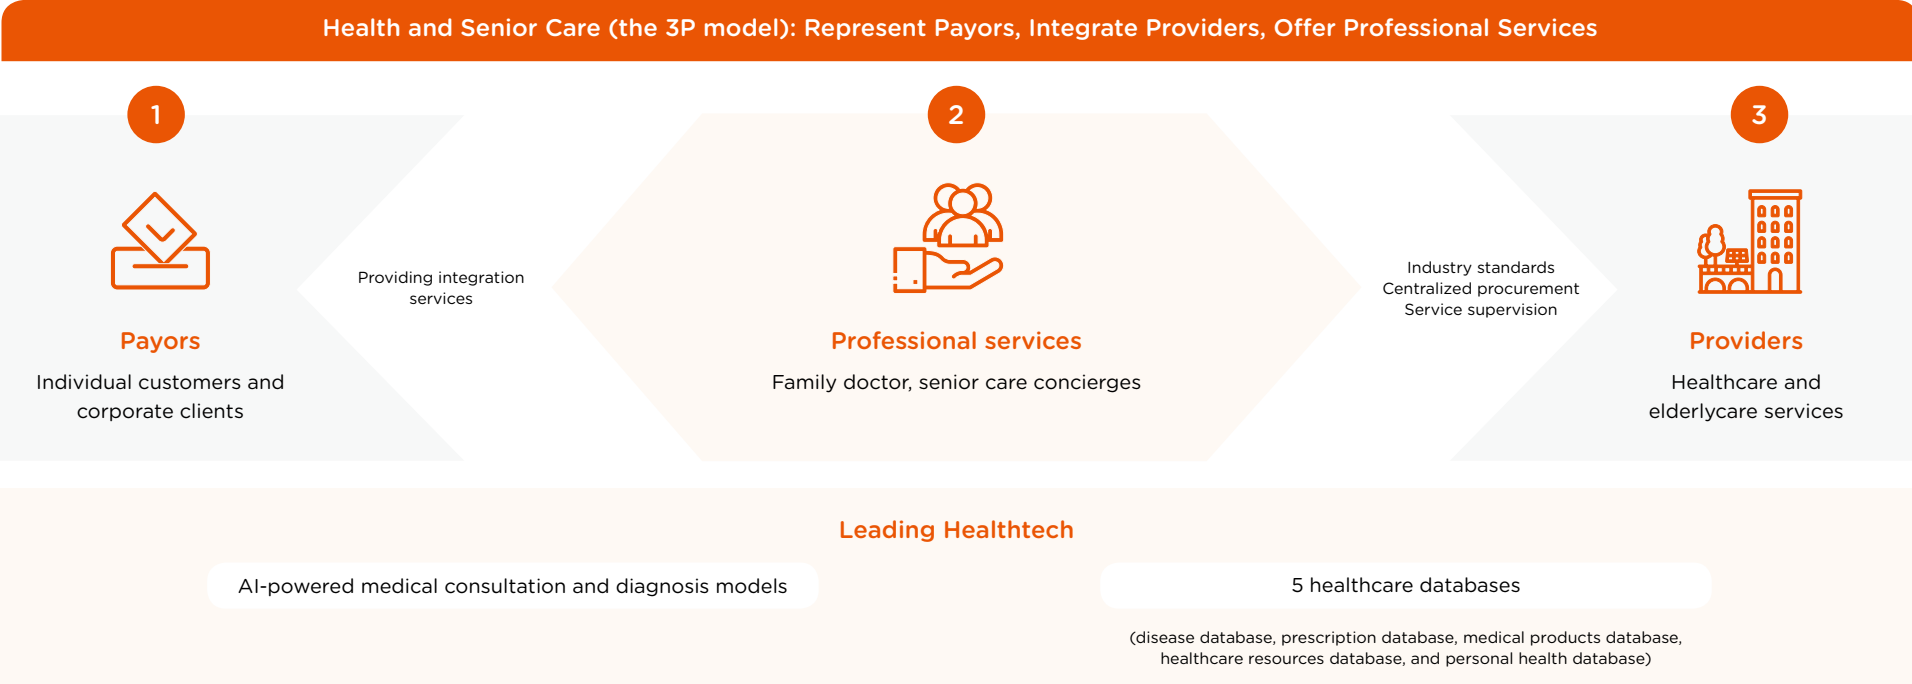 Health and Senior Care (the 3P model): Represent Payors, Integrate Providers, Offer Professional Services
1
Payors
Individual customers and
corporate clients
Providing integration
services
2
Professional services
Family doctor, senior care concierges
Industry standards
Centralized procurement
Service supervision
3
Providers
Healthcare and
elderlycare services
Leading Healthtech
AI-powered medical consultation and diagnosis models
5 healthcare databases
(disease database, prescription database, medical products database,
healthcare resources database, and personal health database)